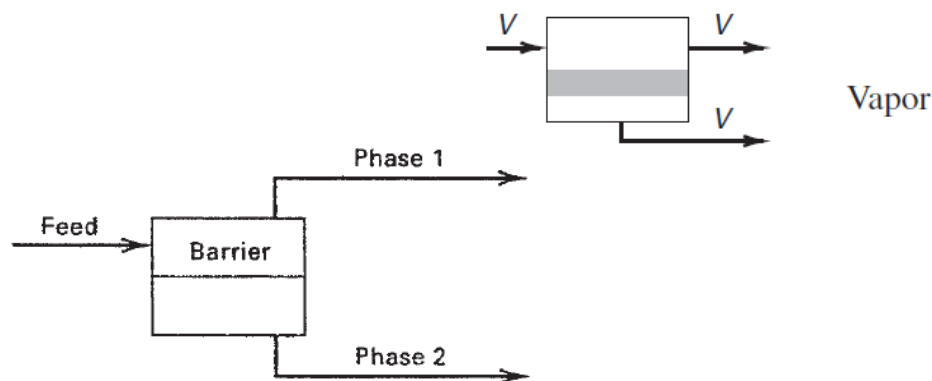 V V
V
Vapor
Phase 1
Feed
Barrier
Phase 2